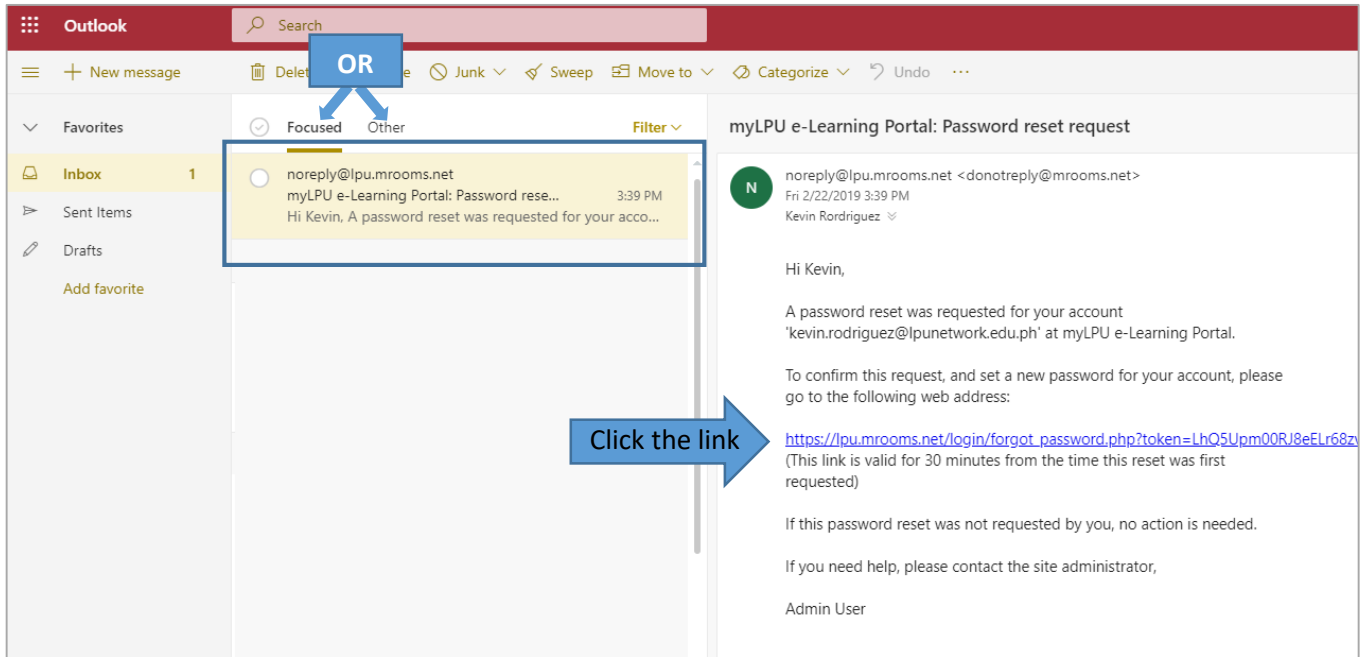 Outlook
Search
New message
Delet
OR
e
Junk
Sweep
Move to
Categorize
Undo
...
Favorites
Inbox 1
Sent Items
Drafts
Add favorite
Focused Other Filter
noreply@lpu.mrooms.net
myLPU e-Learning Portal: Password rese... 3:39 PM
Hi Kevin, A password reset was requested for your acco...
myLPU e-Learning Portal: Password reset request
N
noreply@lpu.mrooms.net <donotreply@mrooms.net>
Fri 2/22/2019 3:39 PM
Kevin Rordriguez
Hi Kevin,
A password reset was requested for your account
'kevin.rodriguez@lpunetwork.edu.ph' at myLPU e-Learning Portal.
To confirm this request, and set a new password for your account, please
go to the following web address:
Click the link
https://lpu.mrooms.net/login/forgot_password.php?token=LhQ5Upm00RJ8eELr68zv
(This link is valid for 30 minutes from the time this reset was first
requested)
If this password reset was not requested by you, no action is needed.
If you need help, please contact the site administrator,
Admin User